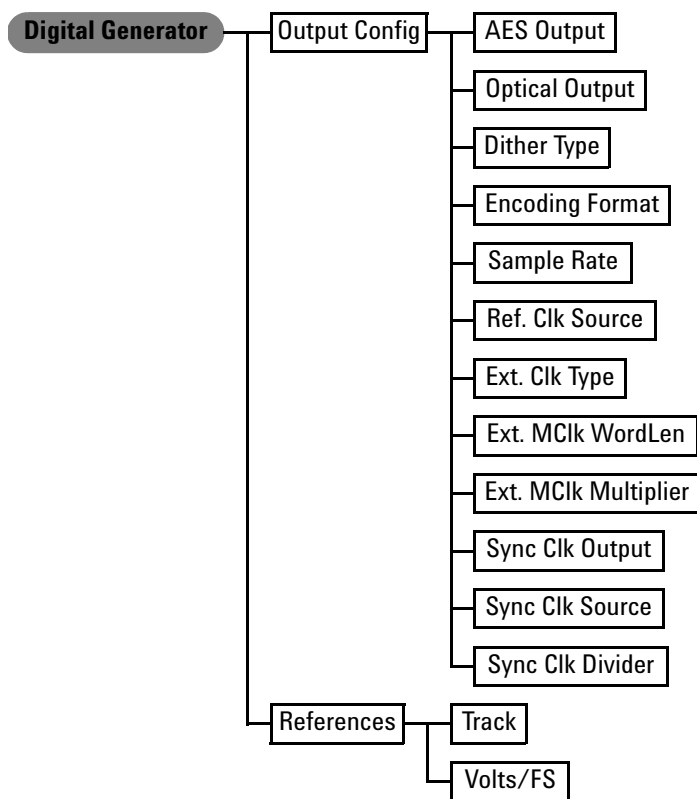 Digital Generator
Output Config
AES Output
Optical Output
Dither Type
Encoding Format
Sample Rate
Ref. Clk Source
Ext. Clk Type
Ext. MClk WordLen
Ext. MClk Multiplier
Sync Clk Output
Sync Clk Source
Sync Clk Divider
References
Track
Volts/FS